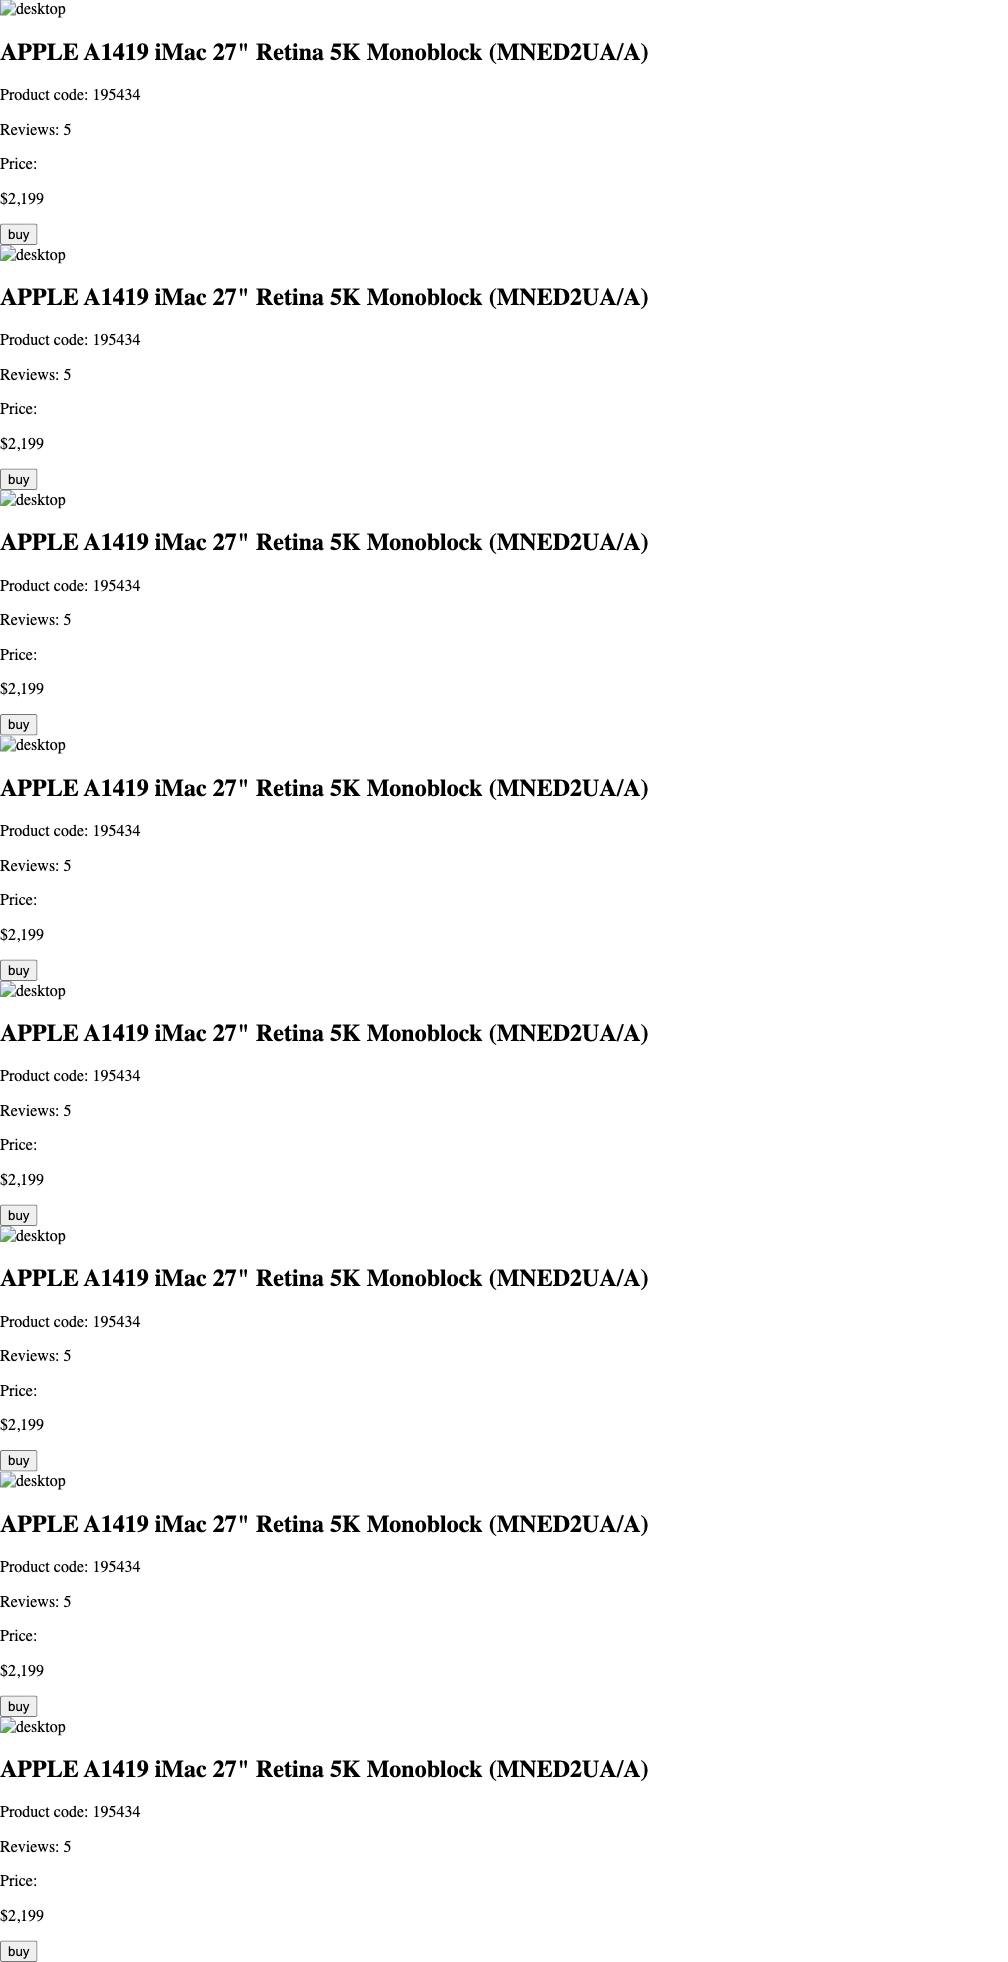 desktop
APPLE A1419 iMac 27" Retina 5K Monoblock (MNED2UA/A)
Product code: 195434
Reviews: 5
Price:
$2,199
buy
desktop
APPLE A1419 iMac 27" Retina 5K Monoblock (MNED2UA/A)
Product code: 195434
Reviews: 5
Price:
$2,199
buy
desktop
APPLE A1419 iMac 27" Retina 5K Monoblock (MNED2UA/A)
Product code: 195434
Reviews: 5
Price:
$2,199
buy
desktop
APPLE A1419 iMac 27" Retina 5K Monoblock (MNED2UA/A)
Product code: 195434
Reviews: 5
Price:
$2,199
buy
desktop
APPLE A1419 iMac 27" Retina 5K Monoblock (MNED2UA/A)
Product code: 195434
Reviews: 5
Price:
$2,199
buy
desktop
APPLE A1419 iMac 27" Retina 5K Monoblock (MNED2UA/A)
Product code: 195434
Reviews: 5
Price:
$2,199
buy
desktop
APPLE A1419 iMac 27" Retina 5K Monoblock (MNED2UA/A)
Product code: 195434
Reviews: 5
Price:
$2,199
buy
desktop
APPLE A1419 iMac 27" Retina 5K Monoblock (MNED2UA/A)
Product code: 195434
Reviews: 5
Price:
$2,199
buy